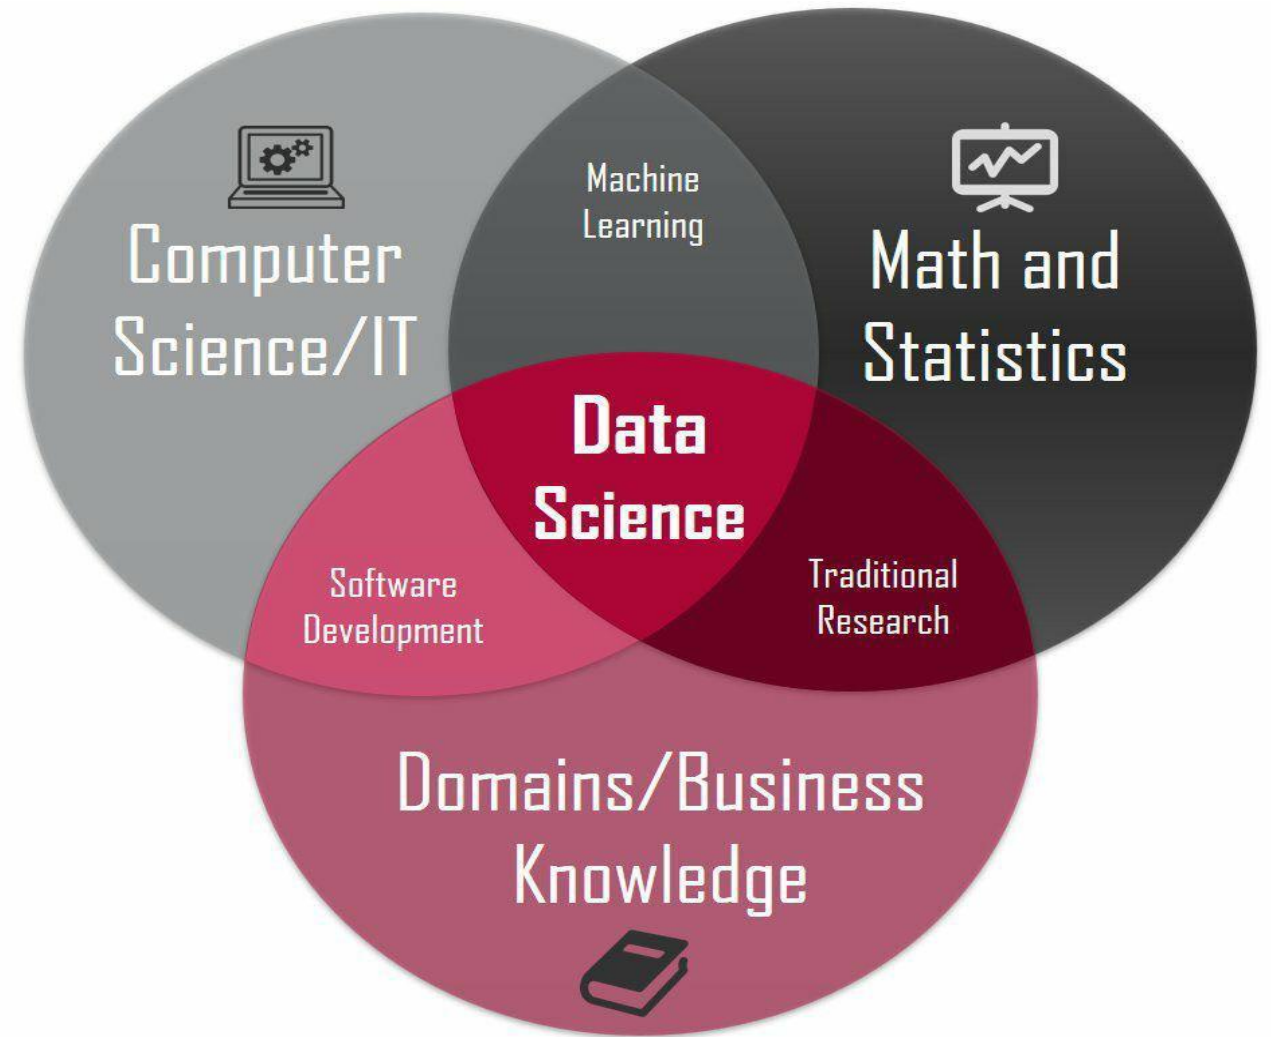 Machine
Learning
Computer
Science/IT
Math and
Statistics
Data
Science
Software
Development
Traditional
Research
Domains/Business
Knowledge